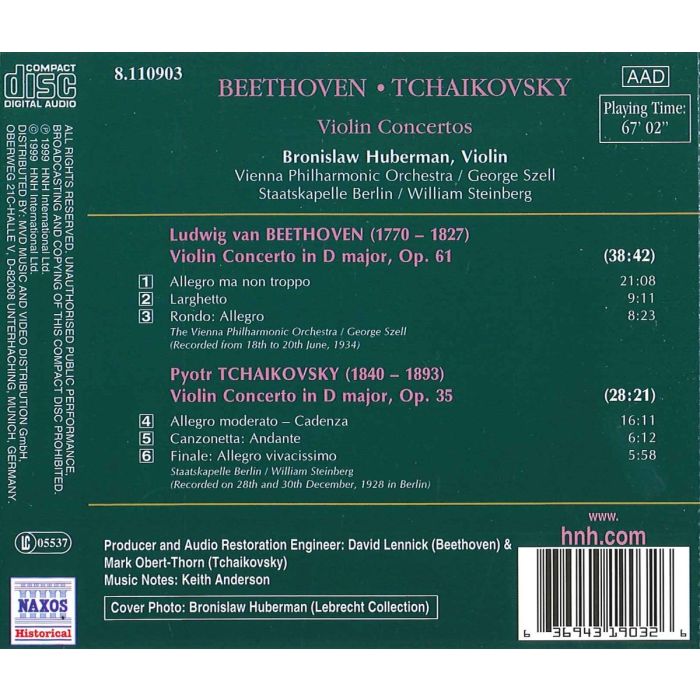 COMPACT
disc
DIGITAL AUDIO
8.110903
BEETHOVEN • TCHAIKOVSKY
AAD
Violin Concertos
Playing Time:
67' 02"
Bronislaw Huberman, Violin
Vienna Philharmonic Orchestra / George Szell
Staatskapelle Berlin / William Steinberg
Ludwig van BEETHOVEN (1770 – 1827)
Violin Concerto in D major, Op. 61 (38:42)
1 Allegro ma non troppo 21:08
2 Larghetto 9:11
3 Rondo: Allegro 8:23
The Vienna Philharmonic Orchestra / George Szell
(Recorded from 18th to 20th June, 1934)
Pyotr TCHAIKOVSKY (1840 – 1893)
Violin Concerto in D major, Op. 35 (28:21)
4 Allegro moderato – Cadenza 16:11
5 Canzonetta: Andante 6:12
6 Finale: Allegro vivacissimo 5:58
Staatskapelle Berlin / William Steinberg
(Recorded on 28th and 30th December, 1928 in Berlin)
ALL RIGHTS RESERVED, UNAUTHORISED PUBLIC PERFORMANCE,
BROADCASTING AND COPYING OF THIS COMPACT DISC PROHIBITED.
℗ 1999 HNH International Ltd.
© 1999 HNH International Ltd.
DISTRIBUTED BY: MVD MUSIC AND VIDEO DISTRIBUTION GmbH,
OBERWEG 21C-HALLE V, D-82008 UNTERHACHING, MUNICH, GERMANY.
LC 05537
Producer and Audio Restoration Engineer: David Lennick (Beethoven) &
Mark Obert-Thorn (Tchaikovsky)
Music Notes: Keith Anderson
Cover Photo: Bronislaw Huberman (Lebrecht Collection)
NAXOS
Historical
www.
hnh.com
6 36943 19032 6